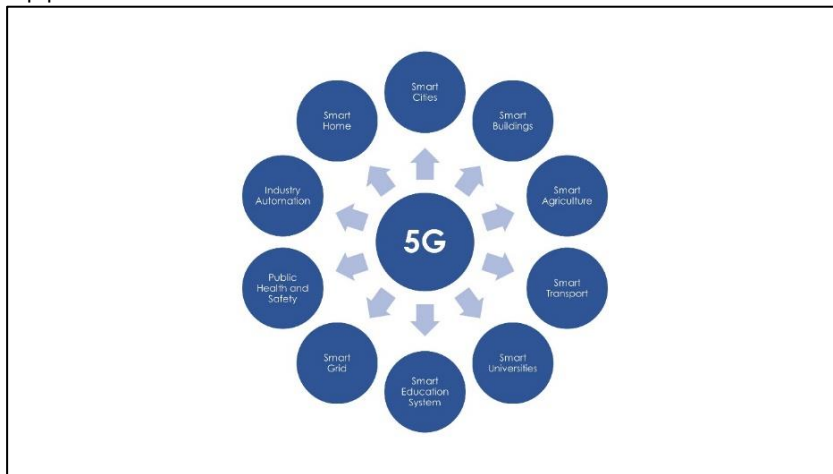 Smart
Cities
Smart
Buildings
Smart
Agriculture
Smart
Transport
Smart
Universities
Smart
Education
System
Smart
Grid
Public
Health and
Safety
Industry
Automation
Smart
Home
5G